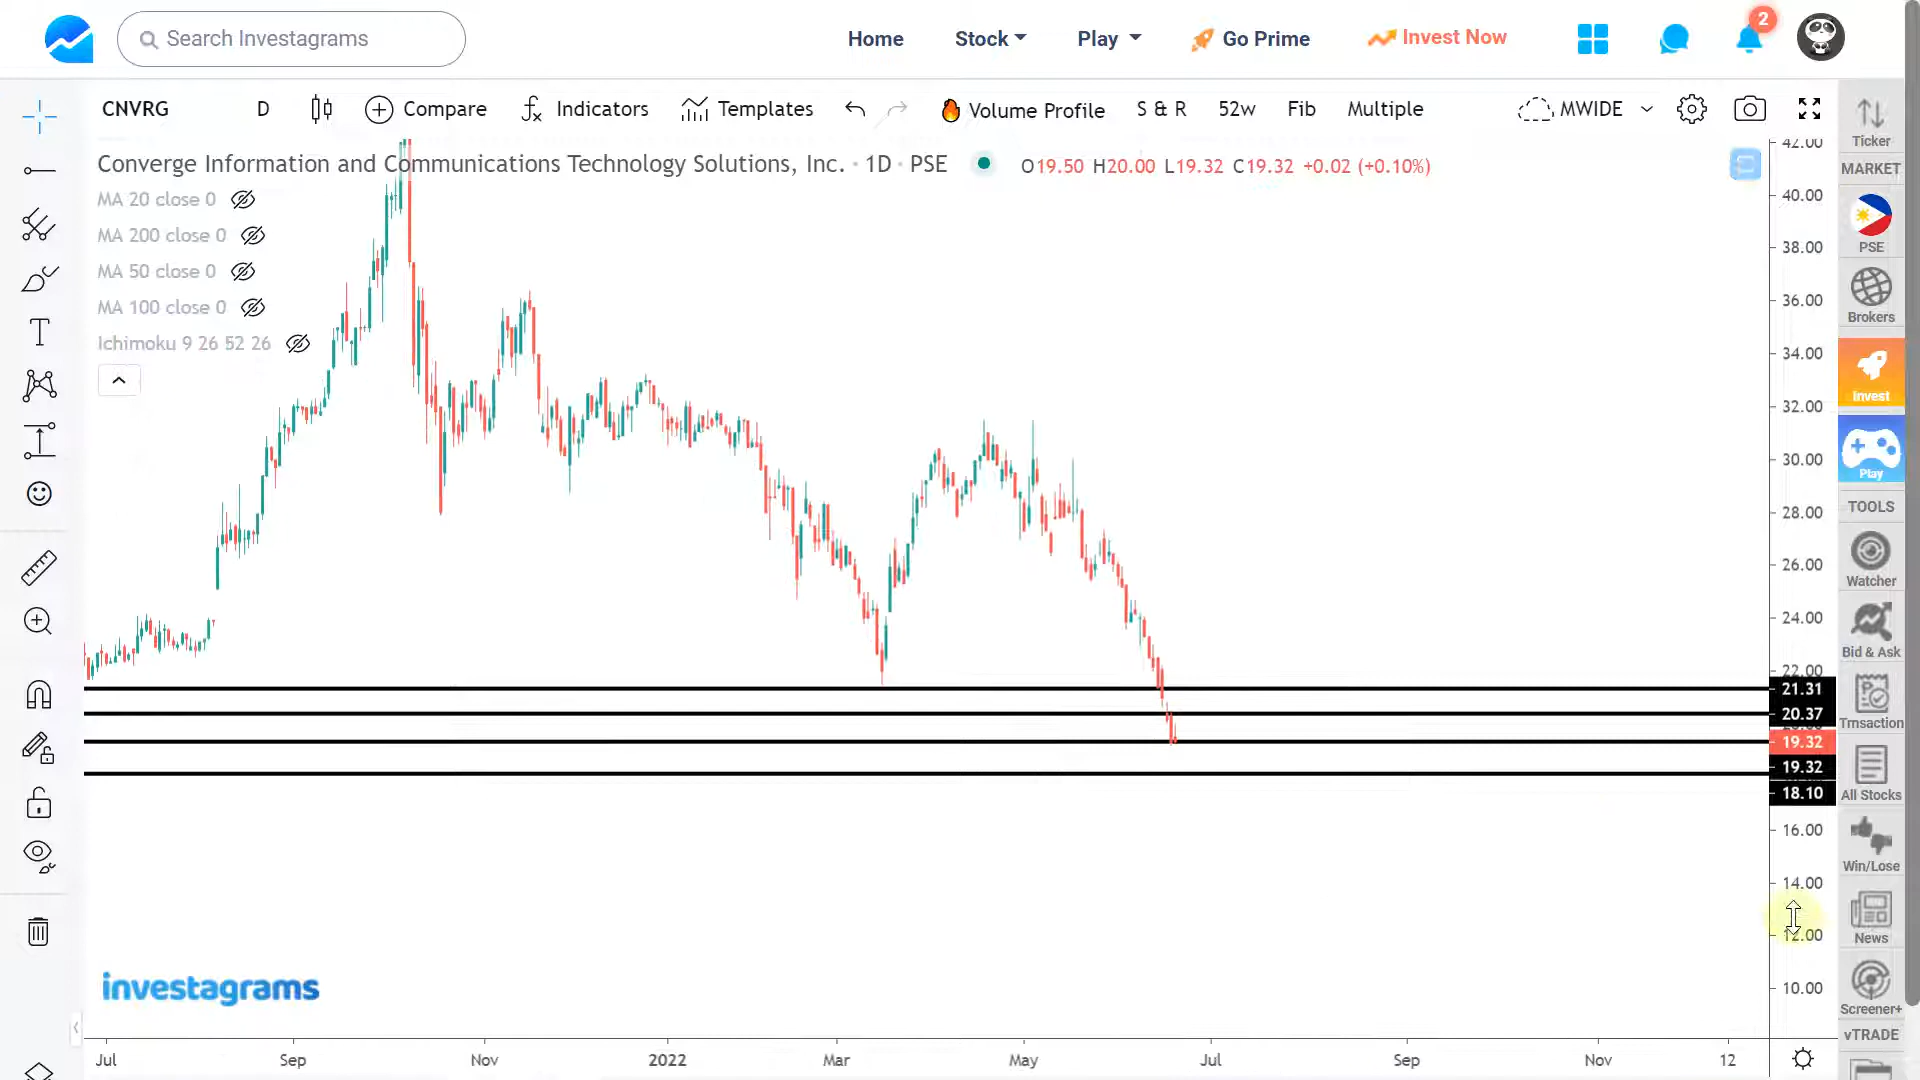 Search Investagrams
Home
Stock
Play
Go Prime
Invest Now
2
CNVRG
D
Compare
Indicators
Templates
Volume Profile
S & R
52w
Fib
Multiple
MWIDE
Converge Information and Communications Technology Solutions, Inc. · 1D · PSE
O19.50 H20.00 L19.32 C19.32 +0.02 (+0.10%)
MA 20 close 0
MA 200 close 0
MA 50 close 0
MA 100 close 0
Ichimoku 9 26 52 26
42.00
40.00
38.00
36.00
34.00
32.00
30.00
28.00
26.00
24.00
22.00
21.31
20.37
19.32
19.32
18.10
16.00
14.00
12.00
10.00
investagrams
Jul
Sep
Nov
2022
Mar
May
Jul
Sep
Nov
12
Ticker
MARKET
PSE
Brokers
Invest
Play
TOOLS
Watcher
Bid & Ask
Trnsaction
All Stocks
Win/Lose
News
Screener+
vTRADE